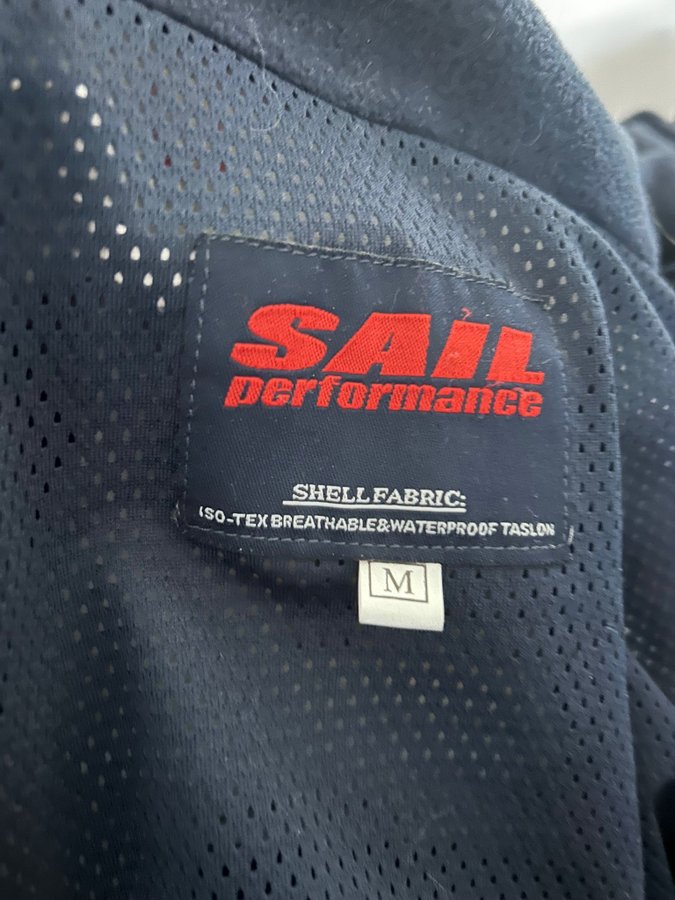 SAIL
performance
SHELL FABRIC:
ISO-TEX BREATHABLE&WATERPROOF TASLON
M